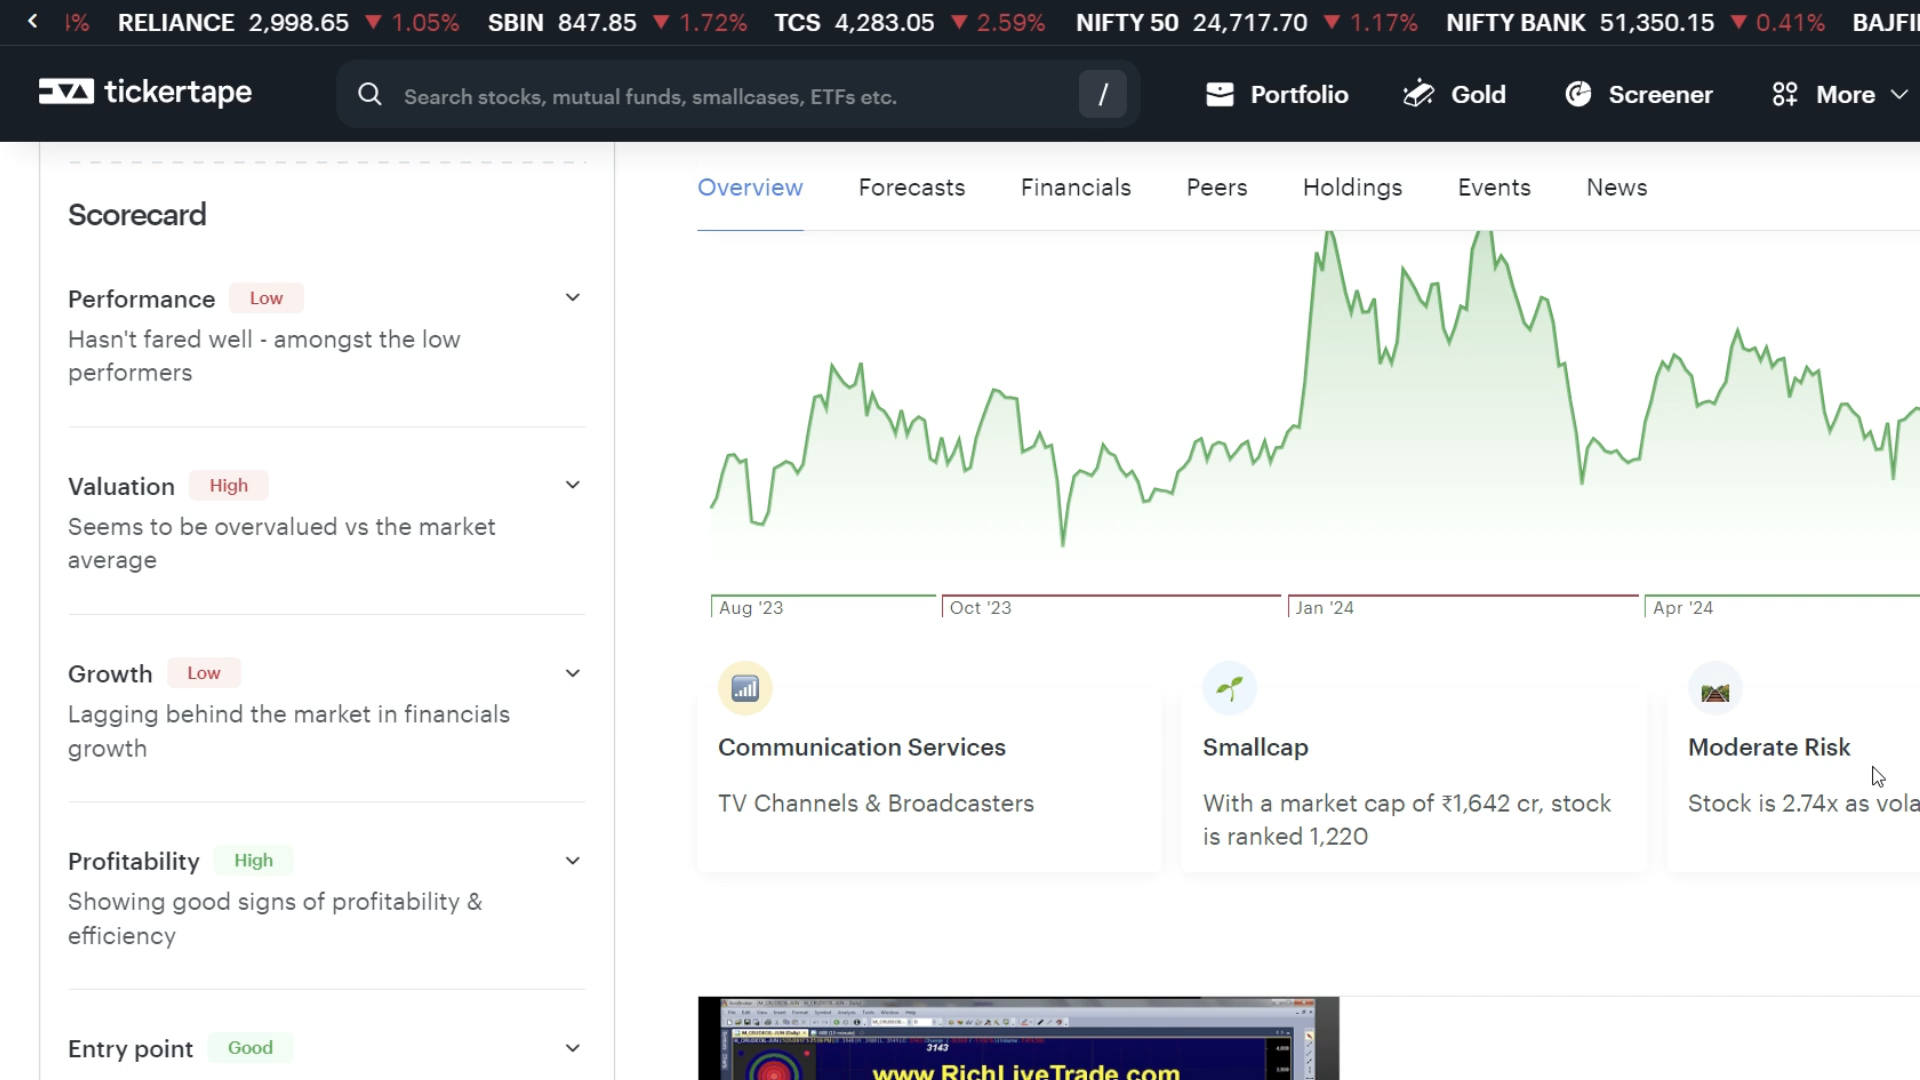 RELIANCE 2,998.65 ▼ 1.05% SBIN 847.85 ▼ 1.72% TCS 4,283.05 ▼ 2.59% NIFTY 50 24,717.70 ▼ 1.17% NIFTY BANK 51,350.15 ▼ 0.41%
tickertape
Search stocks, mutual funds, smallcases, ETFs etc.
/
Portfolio
Gold
Screener
More
Scorecard
Performance Low
Hasn't fared well - amongst the low
performers
Valuation High
Seems to be overvalued vs the market
average
Growth Low
Lagging behind the market in financials
growth
Profitability High
Showing good signs of profitability &
efficiency
Entry point Good
Overview Forecasts Financials Peers Holdings Events News
Aug '23 Oct '23 Jan '24 Apr '24
Communication Services
TV Channels & Broadcasters
Smallcap
With a market cap of ₹1,642 cr, stock
is ranked 1,220
Moderate Risk
Stock is 2.74x as
3143
www.RichLiveTrade.com